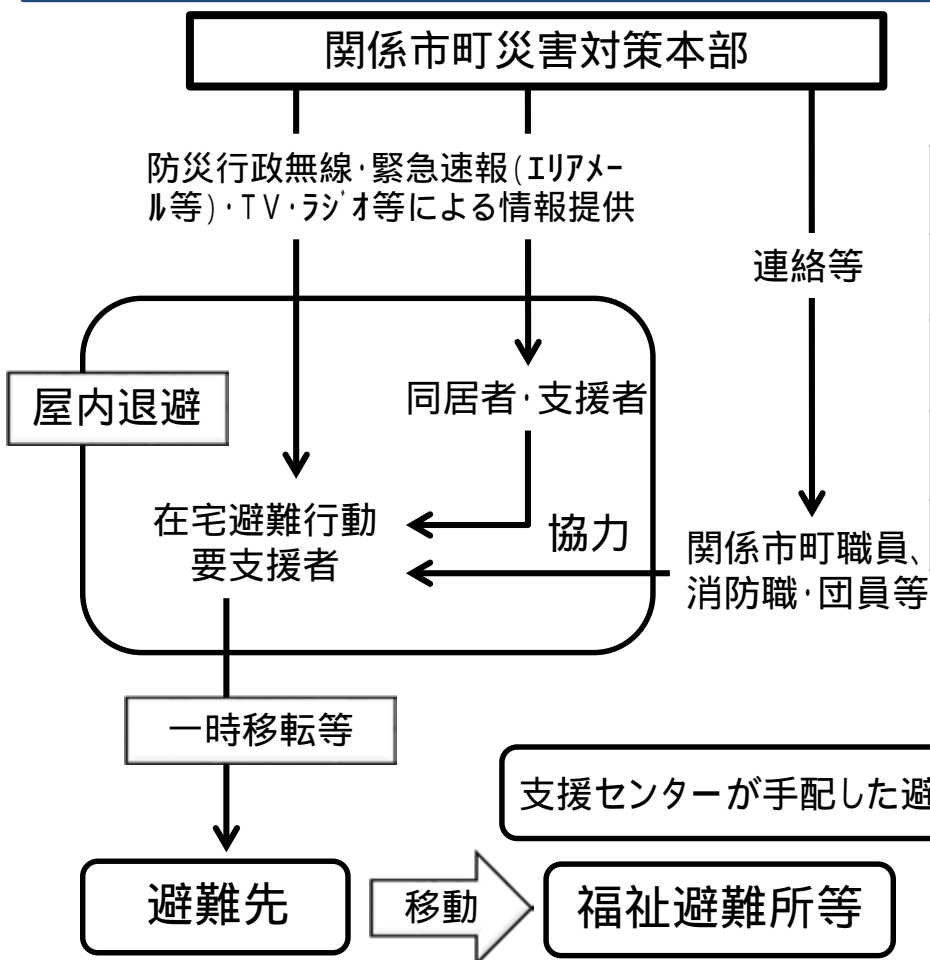 関係市町災害対策本部
防災行政無線・緊急速報(エリアメー
ル等)・TV・ラジオ等による情報提供
連絡等
屋内退避
同居者・支援者
在宅避難行動
要支援者
協力
関係市町職員、
消防職・団員等
一時移転等
支援センターが手配した避
避難先
移動
福祉避難所等